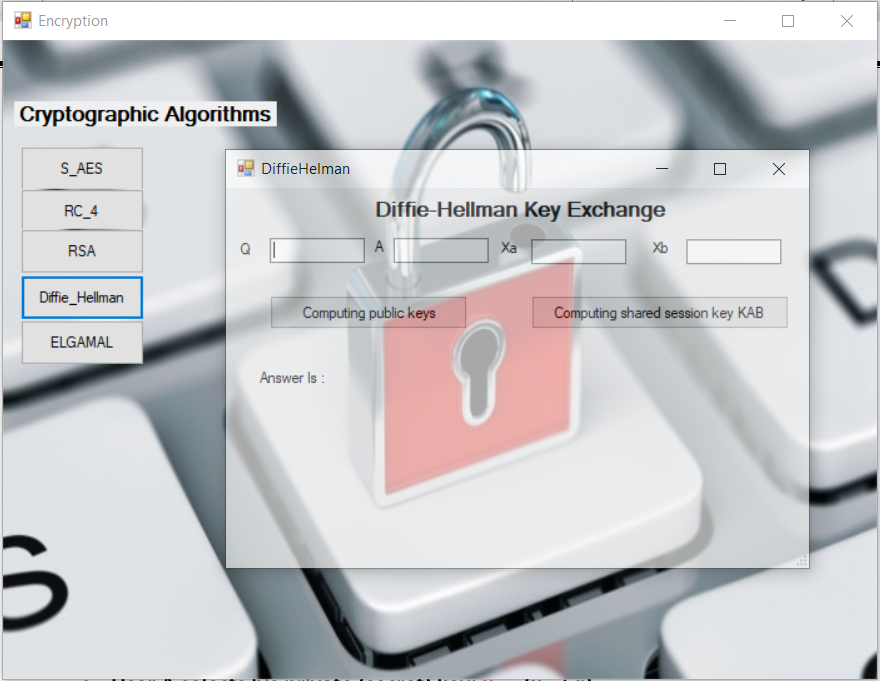 Encryption
Cryptographic Algorithms
S_AES
RC_4
RSA
Diffie_Hellman
ELGAMAL
DiffieHelman
Diffie-Hellman Key Exchange
Q A Xa Xb
Computing public keys Computing shared session key KAB
Answer Is :
S
D